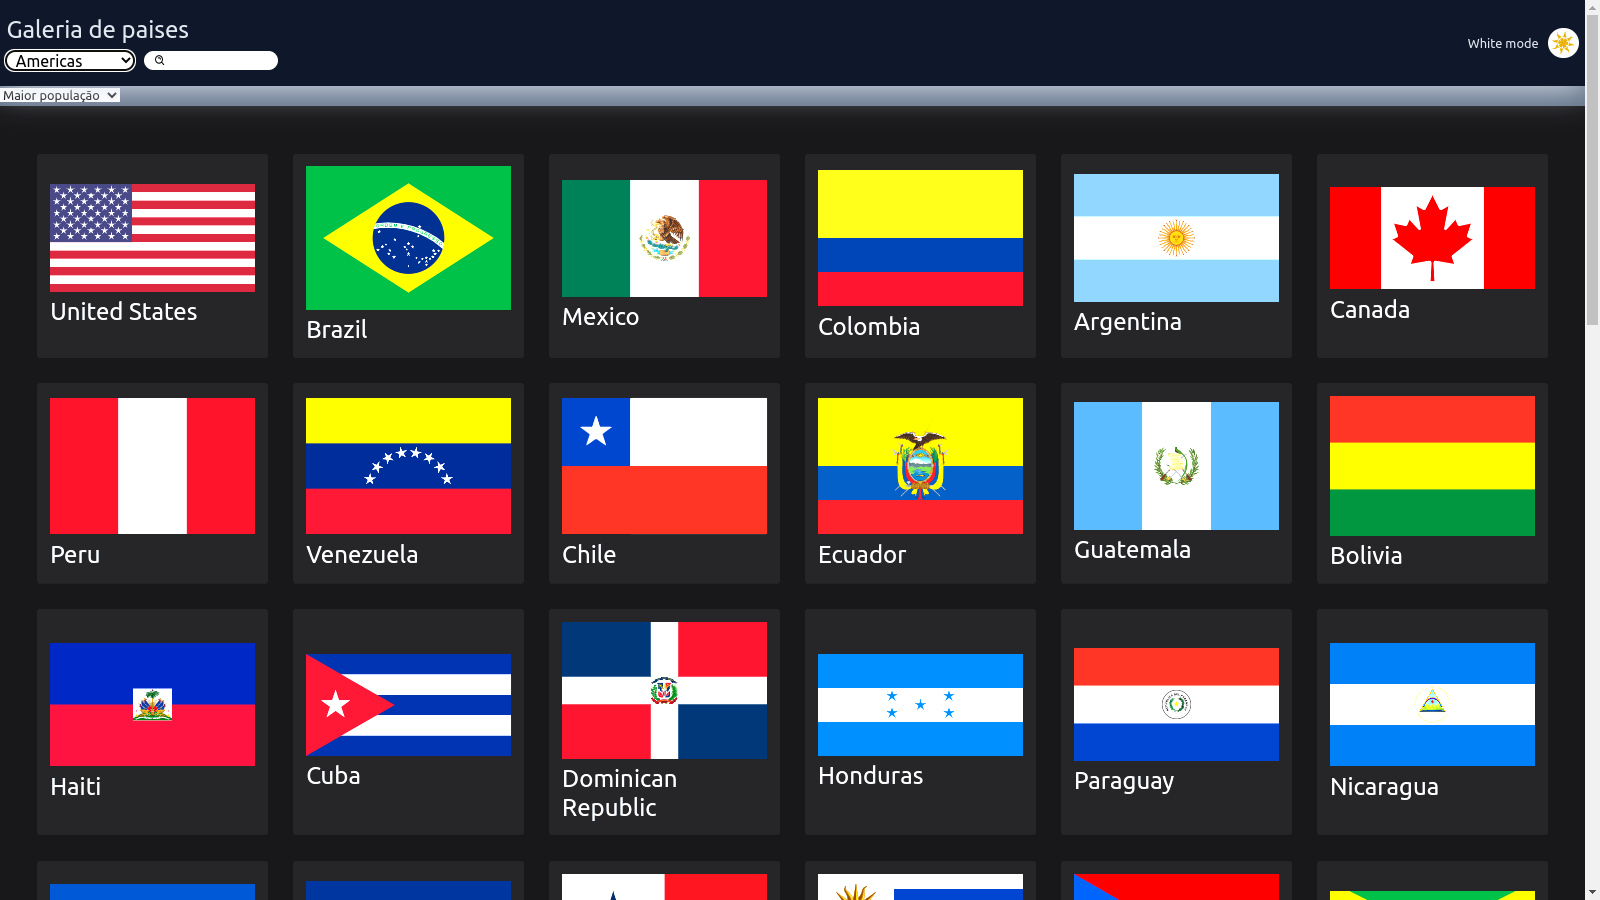 Galeria de paises
White mode
Americas
Maior população
United States
Brazil
Mexico
Colombia
Argentina
Canada
Peru
Venezuela
Chile
Ecuador
Guatemala
Bolivia
Haiti
Cuba
Dominican
Republic
Honduras
Paraguay
Nicaragua